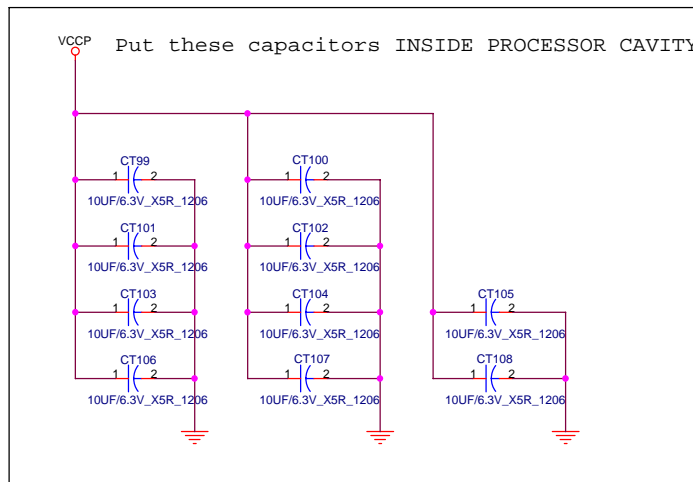 VCCP
Put these capacitors INSIDE PROCESSOR CAVITY
CT99
1 2
10UF/6.3V_X5R_1206
CT101
1 2
10UF/6.3V_X5R_1206
CT103
1 2
10UF/6.3V_X5R_1206
CT106
1 2
10UF/6.3V_X5R_1206
CT100
1 2
10UF/6.3V_X5R_1206
CT102
1 2
10UF/6.3V_X5R_1206
CT104
1 2
10UF/6.3V_X5R_1206
CT107
1 2
10UF/6.3V_X5R_1206
CT105
1 2
10UF/6.3V_X5R_1206
CT108
1 2
10UF/6.3V_X5R_1206